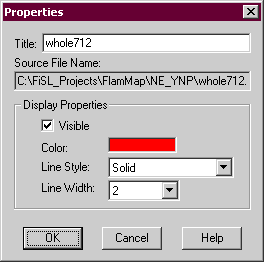 Properties
Title: whole712
Source File Name:
C:\FiSL_Projects\FlamMap\NE_YNP\whole712.
Display Properties
Visible
Color:
Line Style: Solid
Line Width: 2
OK Cancel Help